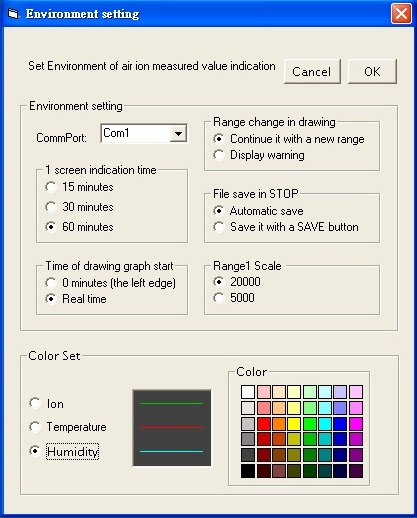 Environment setting
Set Environment of air ion measured value indication
Cancel
OK
Environment setting
CommPort:
Com1
1 screen indication time
15 minutes
30 minutes
60 minutes
Time of drawing graph start
0 minutes (the left edge)
Real time
Range change in drawing
Continue it with a new range
Display warning
File save in STOP
Automatic save
Save it with a SAVE button
Range1 Scale
20000
5000
Color Set
Ion
Temperature
Humidity
Color